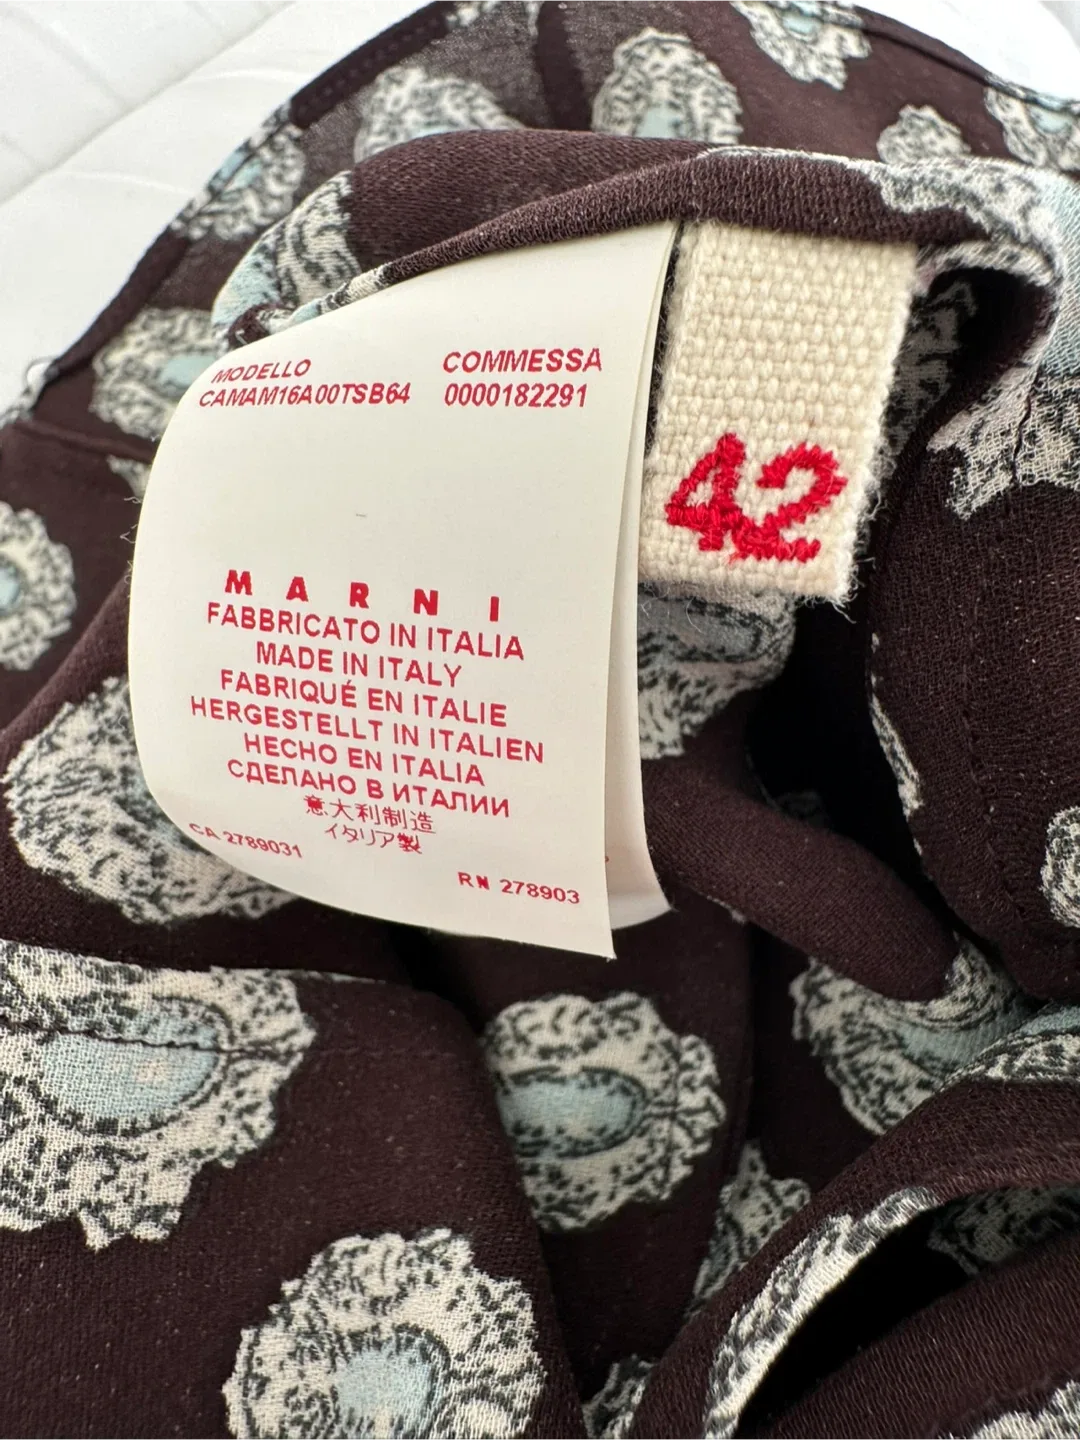 MODELLO COMMESSA
CAMAM16A00TSB64 0000182291
42
MARNI
FABBRICATO IN ITALIA
MADE IN ITALY
FABRIQUÉ EN ITALIE
HERGESTELLT IN ITALIEN
HECHO EN ITALIA
СДЕЛАНО В ИТАЛИИ
意大利制造
イタリア製
CA 2789031
RN 278903